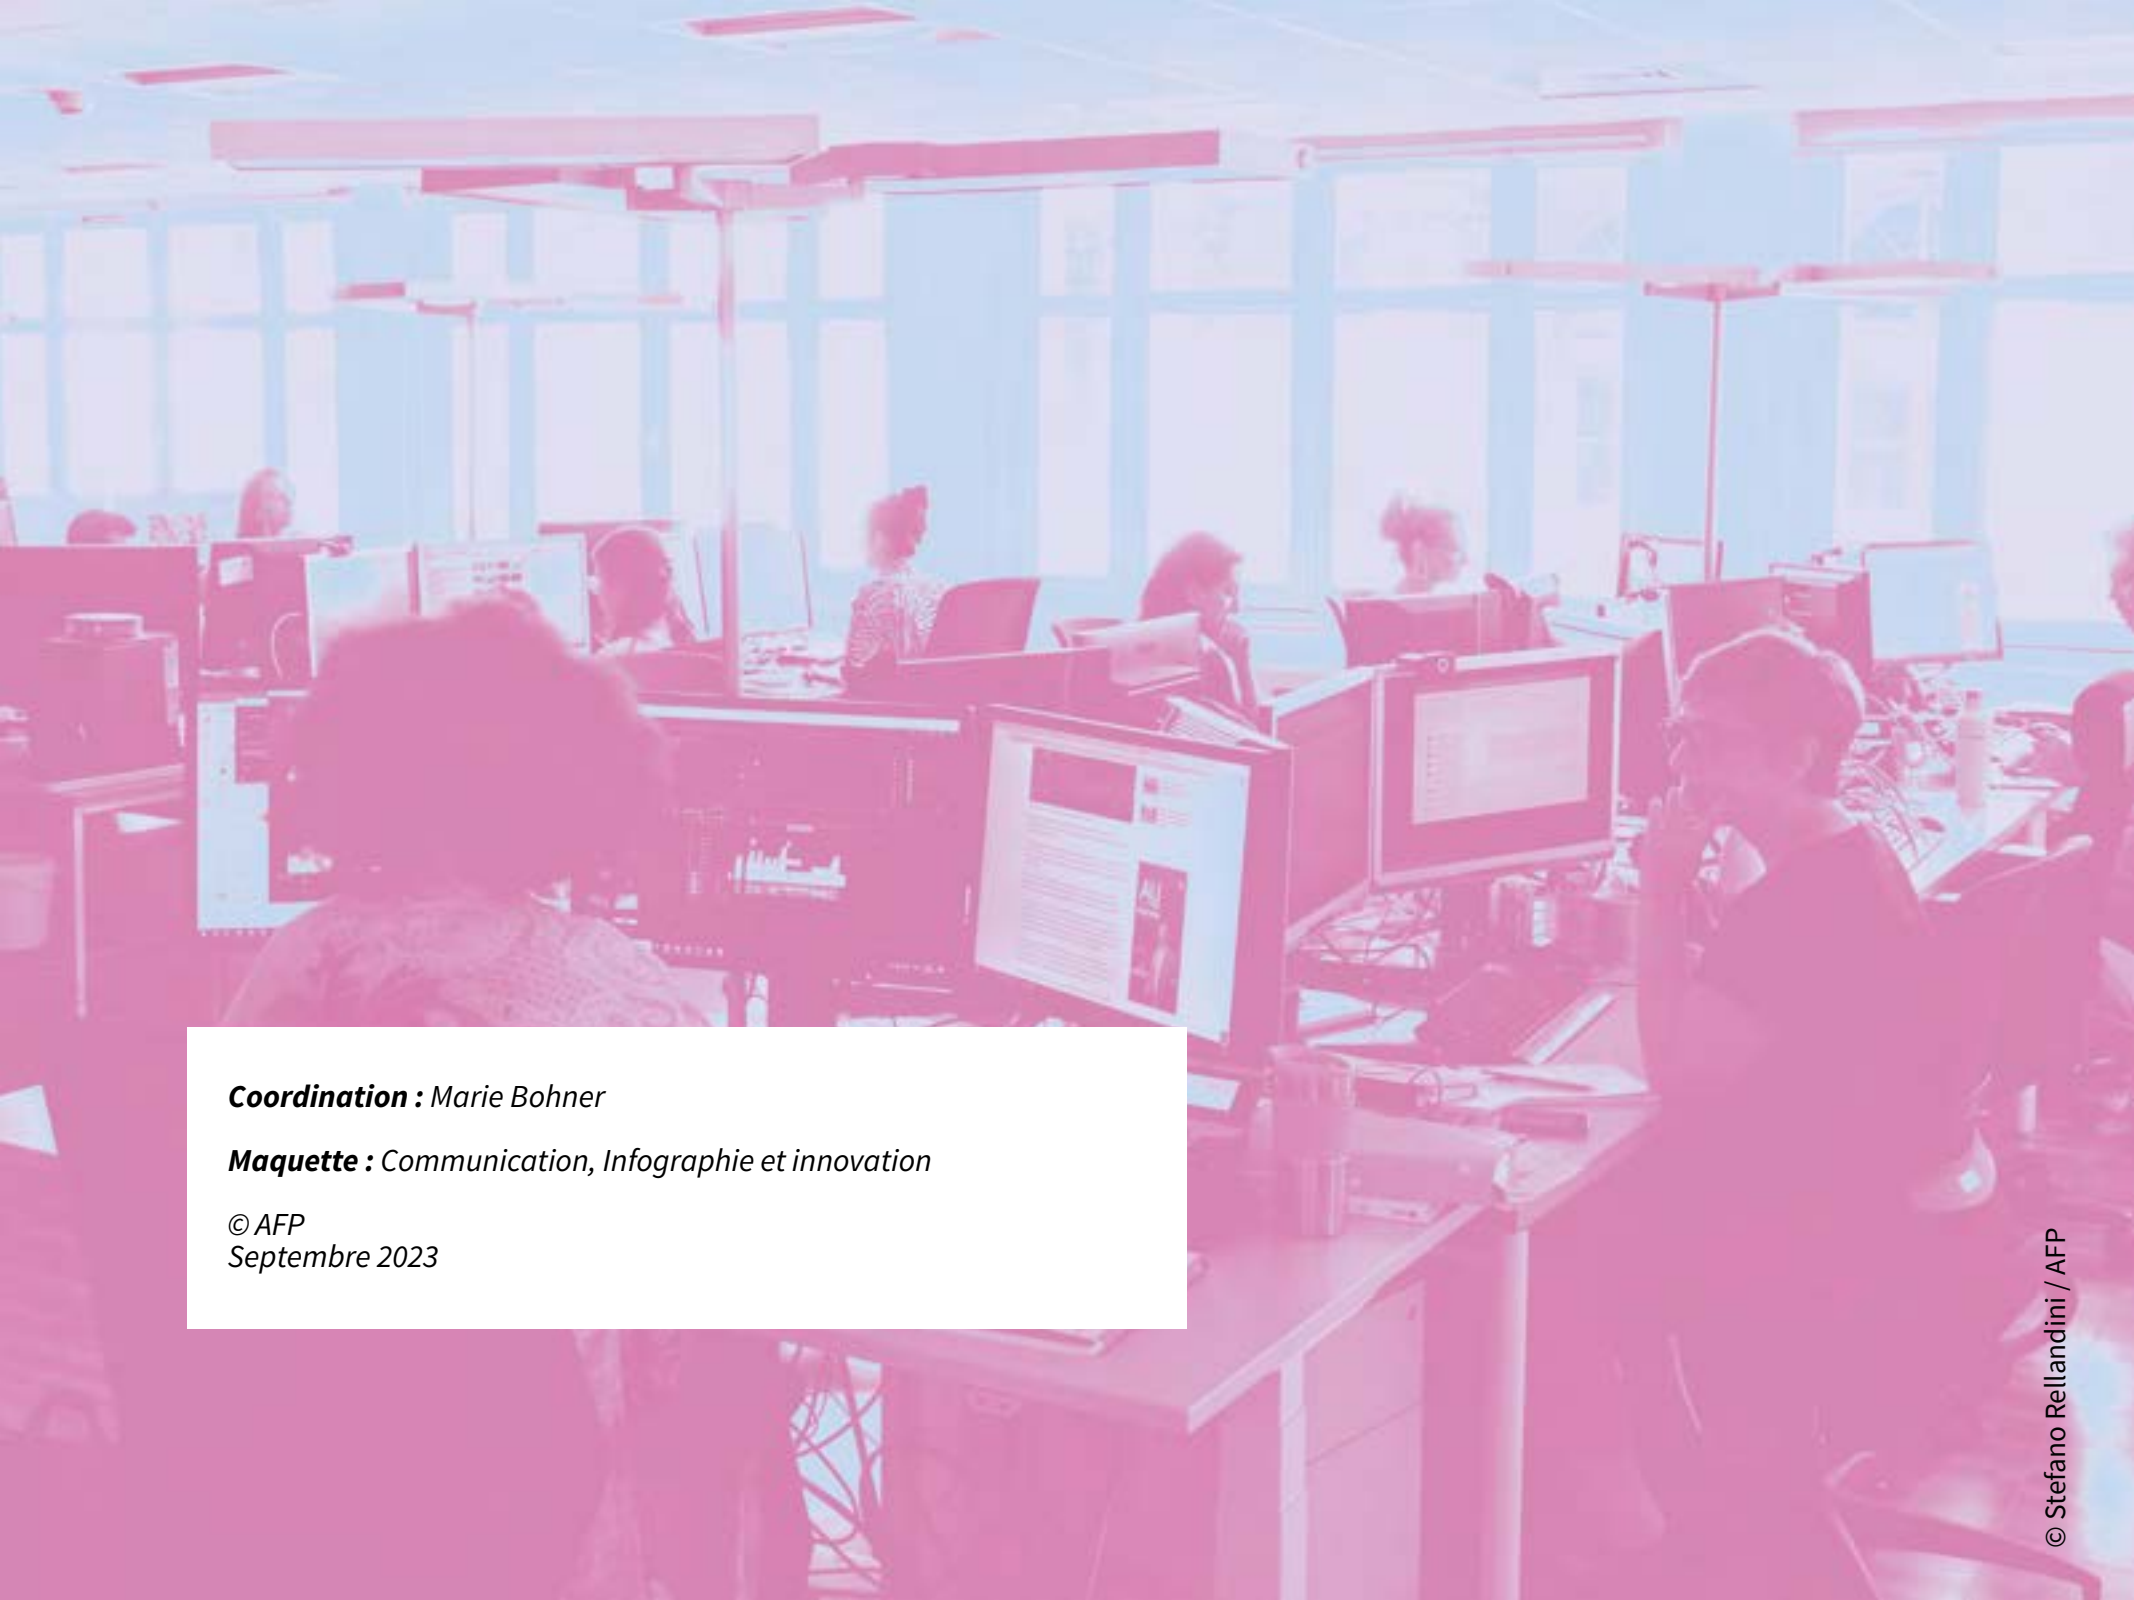 Coordination : Marie Bohner
Maquette : Communication, Infographie et innovation
© AFP
Septembre 2023
© Stefano Rellandini / AFP